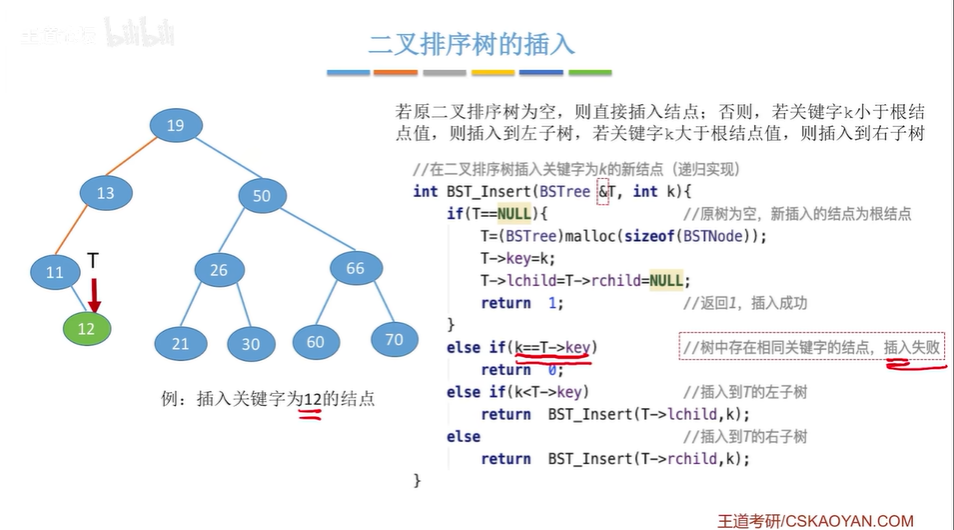 bilibili
二叉排序树的插入
19
13
50
11
T
26
66
12
21
30
60
70
例：插入关键字为12的结点
若原二叉排序树为空，则直接插入结点；否则，若关键字k小于根结
点值，则插入到左子树，若关键字k大于根结点值，则插入到右子树
//在二叉排序树插入关键字为k的新结点（递归实现）
int BST_Insert(BSTree &T, int k){
if(T==NULL){ //原树为空，新插入的结点为根结点
T=(BSTree)malloc(sizeof(BSTNode));
T->key=k;
T->lchild=T->rchild=NULL;
return 1; //返回1，插入成功
}
else if(k==T->key) //树中存在相同关键字的结点，插入失败
return 0;
else if(k<T->key) //插入到T的左子树
return BST_Insert(T->lchild,k);
else //插入到T的右子树
return BST_Insert(T->rchild,k);
}
王道考研/CSKAOYAN.COM